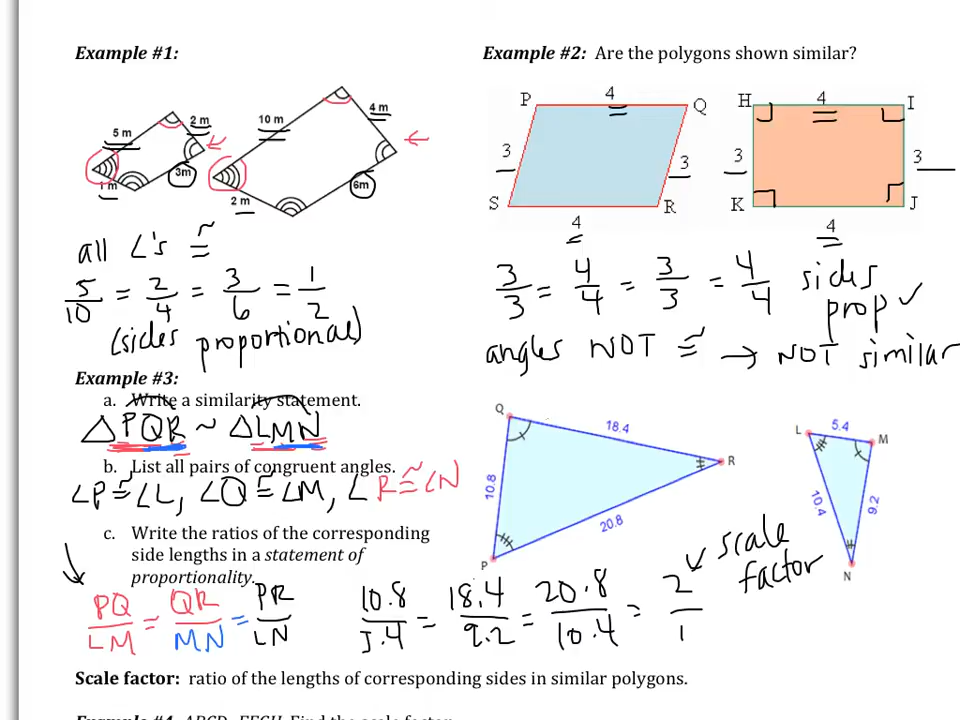 Example #1:
5 m
2 m
1 m
3m
10 m
4 m
2 m
6m
all ∠'s ≅
5/10 = 2/4 = 3/6 = 1/2
(sides proportional)
Example #2: Are the polygons shown similar?
P 4 Q
3 3
S 4 R
H 4 I
3 3
K 4 J
3/3 = 4/4 = 3/3 = 4/4 sides
prop ✓
angles NOT ≅ → NOT similar
Example #3:
a. Write a similarity statement.
△PQR ~ △LMN
b. List all pairs of congruent angles.
∠P ≅ ∠L, ∠Q ≅ ∠M, ∠R ≅ ∠N
c. Write the ratios of the corresponding
side lengths in a statement of
proportionality.
PQ/LM = QR/MN = PR/LN
Q 18.4 R
10.8
20.8
P
L 5.4 M
10.4 9.2
N
10.8/5.4 = 18.4/9.2 = 20.8/10.4 = 2/1
scale
factor
Scale factor: ratio of the lengths of corresponding sides in similar polygons.